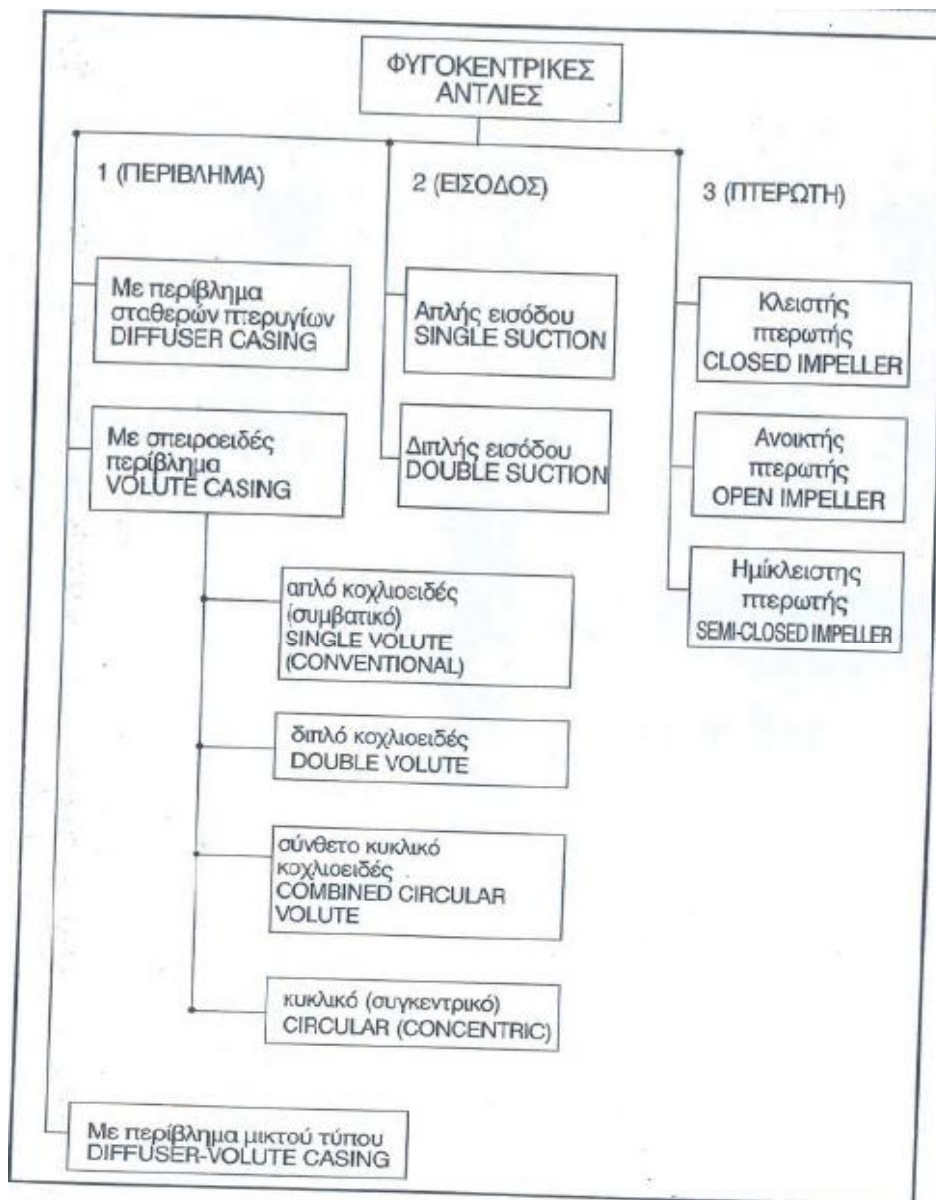 ΦΥΓΟΚΕΝΤΡΙΚΕΣ
ΑΝΤΛΙΕΣ
1 (ΠΕΡΙΒΛΗΜΑ)
2 (ΕΙΣΟΔΟΣ)
3 (ΠΤΕΡΩΤΗ)
Με περίβλημα
σταθερών πτερυγίων
DIFFUSER CASING
Με σπειροειδές
περίβλημα
VOLUTE CASING
απλό κοχλιοειδές
(συμβατικό)
SINGLE VOLUTE
(CONVENTIONAL)
διπλό κοχλιοειδές
DOUBLE VOLUTE
σύνθετο κυκλικό
κοχλιοειδές
COMBINED CIRCULAR
VOLUTE
κυκλικό (συγκεντρικό)
CIRCULAR (CONCENTRIC)
Με περίβλημα μικτού τύπου
DIFFUSER-VOLUTE CASING
Απλής εισόδου
SINGLE SUCTION
Διπλής εισόδου
DOUBLE SUCTION
Κλειστής
πτερωτής
CLOSED IMPELLER
Ανοικτής
πτερωτής
OPEN IMPELLER
Ημίκλειστης
πτερωτής
SEMI-CLOSED IMPELLER